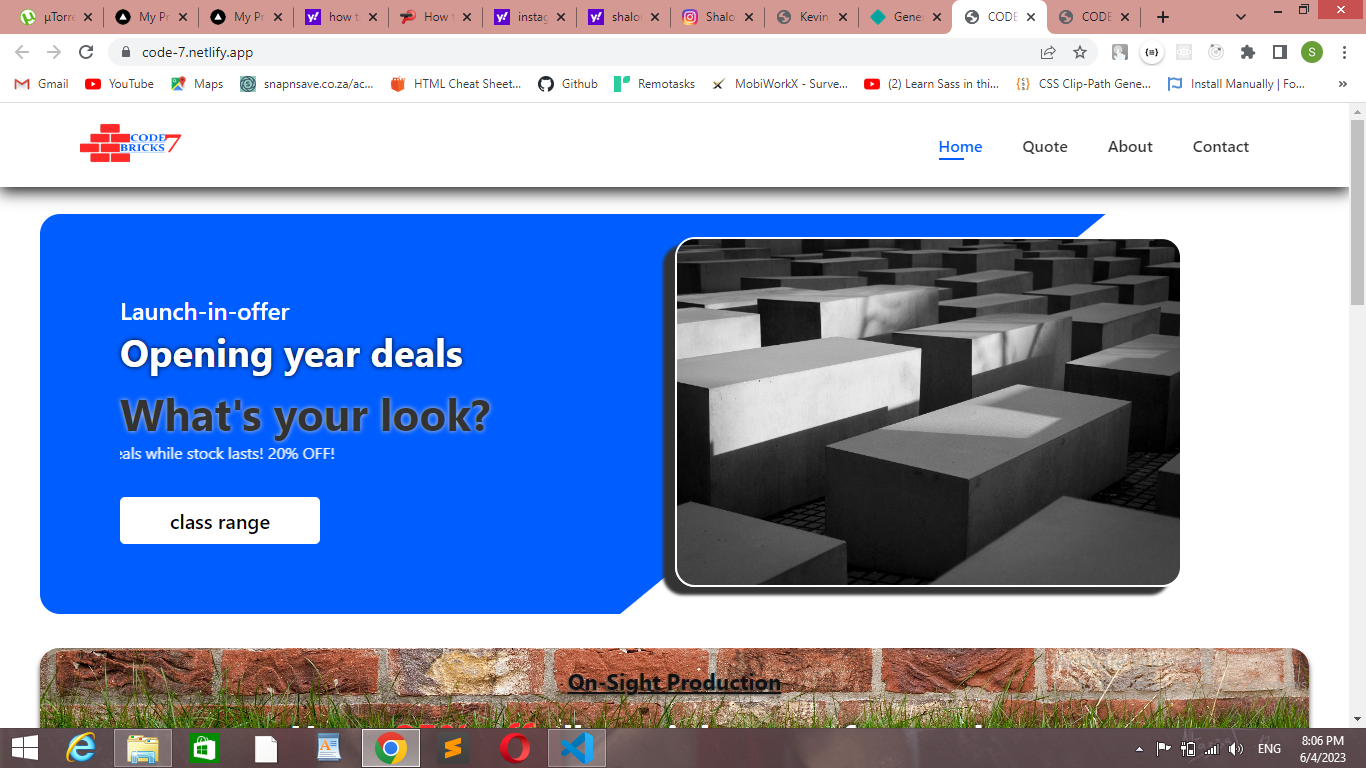 µTorre
My Pr
My Pr
how t
How t
instag
shalo
Shalo
Kevin
Gene
CODE
CODE
code-7.netlify.app
S
Gmail
YouTube
Maps
snapnsave.co.za/ac...
HTML Cheat Sheet...
Github
Remotasks
MobiWorkX - Surve...
(2) Learn Sass in thi...
CSS Clip-Path Gene...
Install Manually | Fo...
»
CODE
BRICKS 7
Home
Quote
About
Contact
Launch-in-offer
Opening year deals
What's your look?
eals while stock lasts! 20% OFF!
class range
On-Sight Production
ENG
8:06 PM
6/4/2023